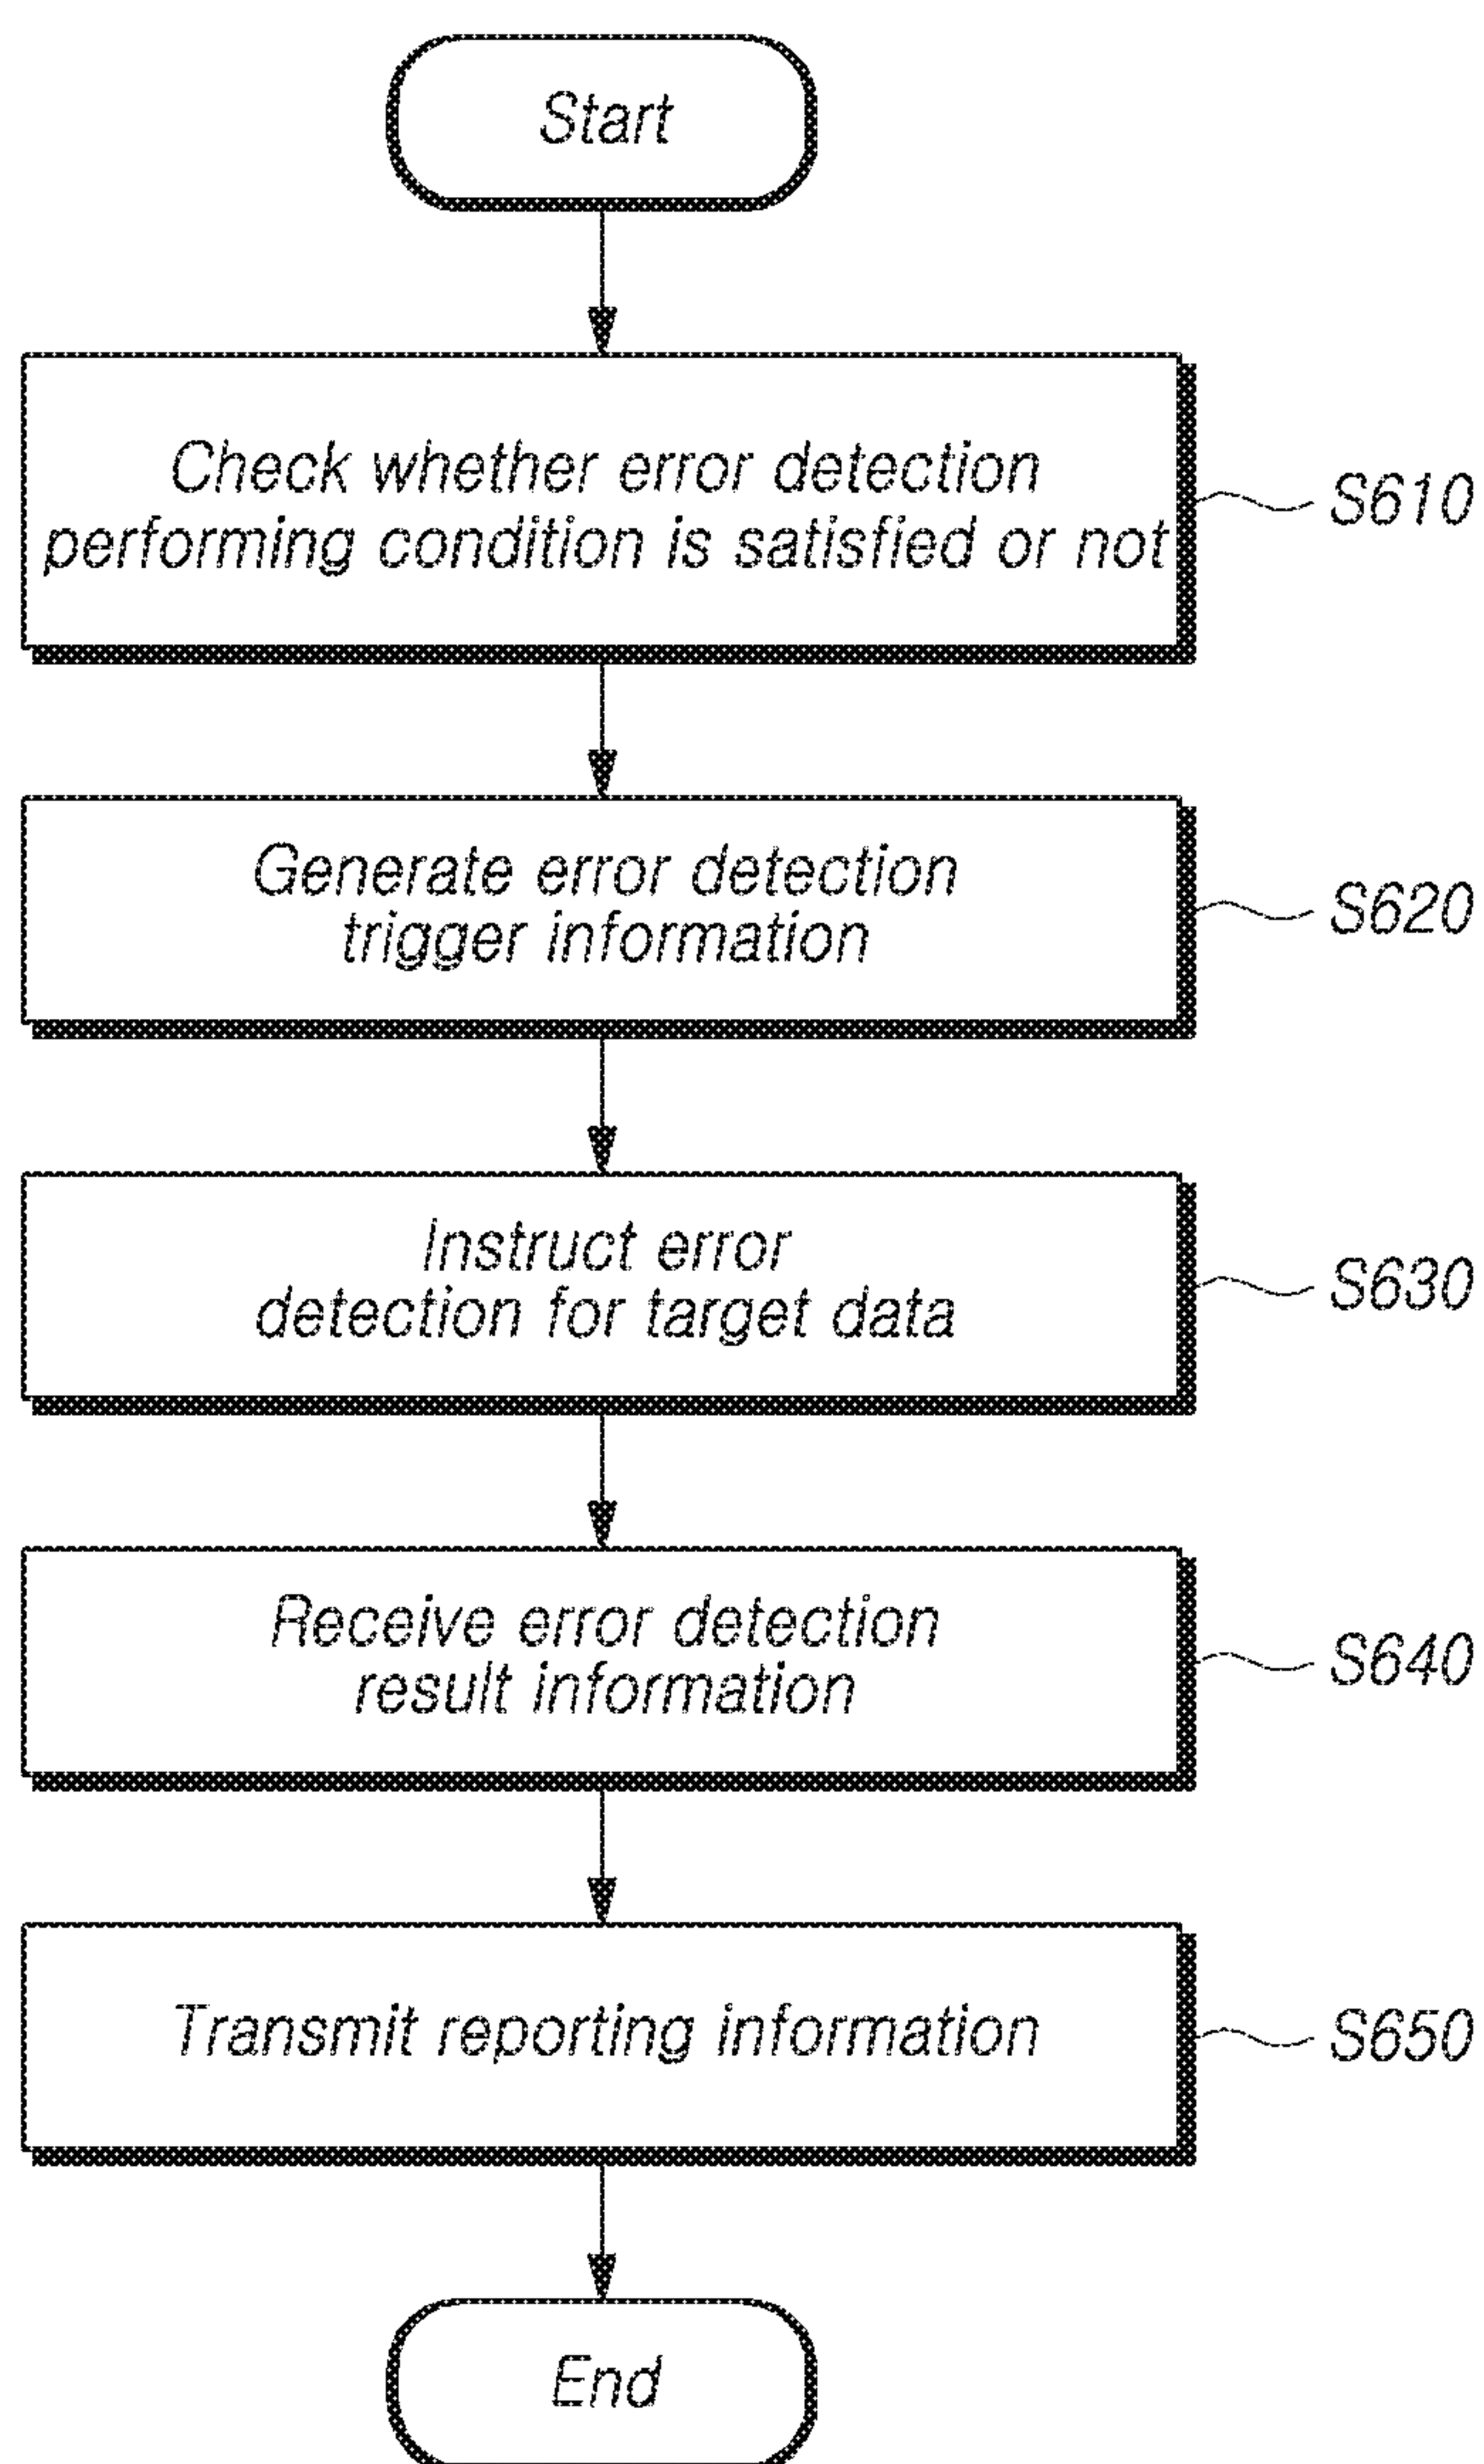 Start
Check whether error detection
performing condition is satisfied or not
S610
Generate error detection
trigger information
S620
Instruct error
detection for target data
S630
Receive error detection
result information
S640
Transmit reporting information
S650
End